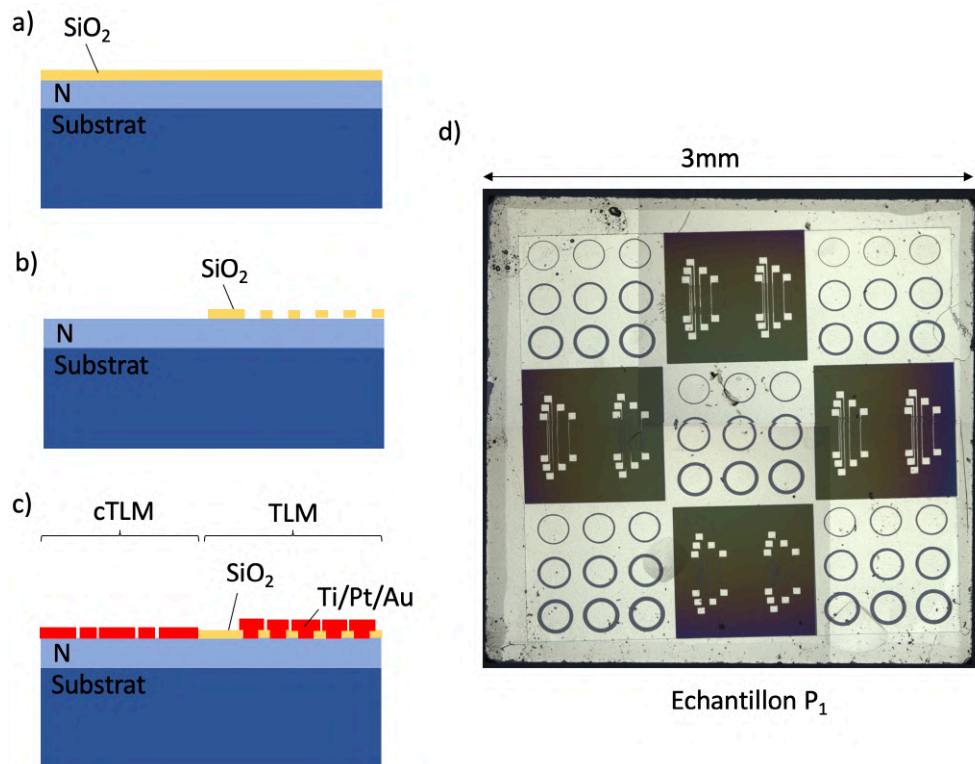 a)
SiO₂
N
Substrat
b)
SiO₂
N
Substrat
c)
cTLM
TLM
SiO₂
Ti/Pt/Au
N
Substrat
d)
3mm
Echantillon P₁